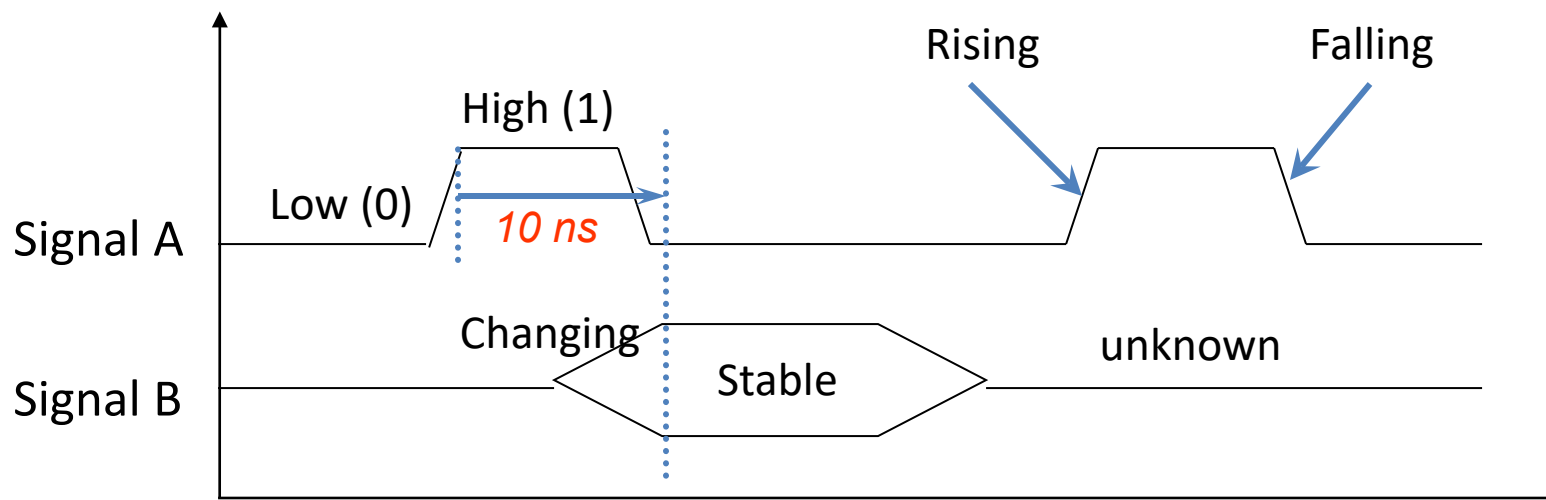 Rising
Falling
High (1)
Low (0)
10 ns
Signal A
Changing
unknown
Stable
Signal B